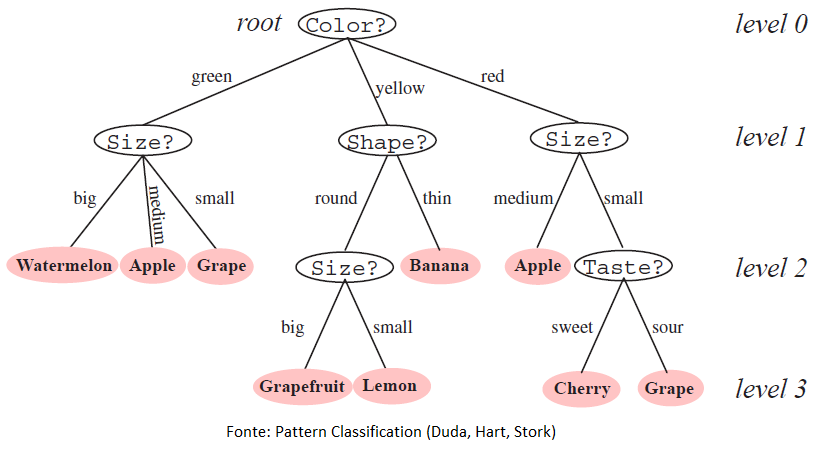 root Color? level 0
green yellow red
Size? Shape? Size? level 1
big medium small round thin medium small
Watermelon Apple Grape Size? Banana Apple Taste? level 2
big small sweet sour
Grapefruit Lemon Cherry Grape level 3
Fonte: Pattern Classification (Duda, Hart, Stork)